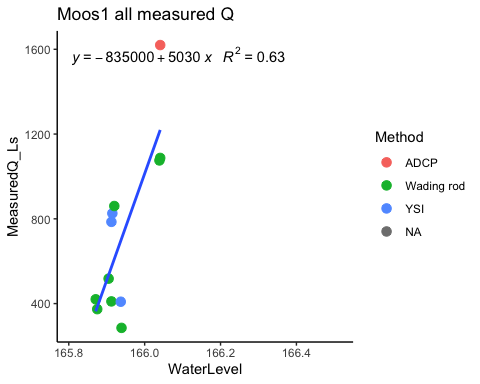 Moos1 all measured Q
y = −835000 + 5030 x R² = 0.63
MeasuredQ_Ls
1600
1200
800
400
165.8 166.0 166.2 166.4
WaterLevel
Method
ADCP
Wading rod
YSI
NA